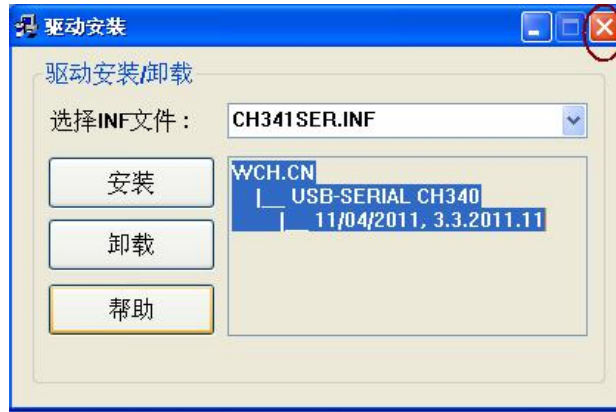 驱动安装
驱动安装/卸载
选择INF文件：
CH341SER.INF
安装
卸载
帮助
WCH.CN
|__ USB-SERIAL CH340
|__ 11/04/2011, 3.3.2011.11